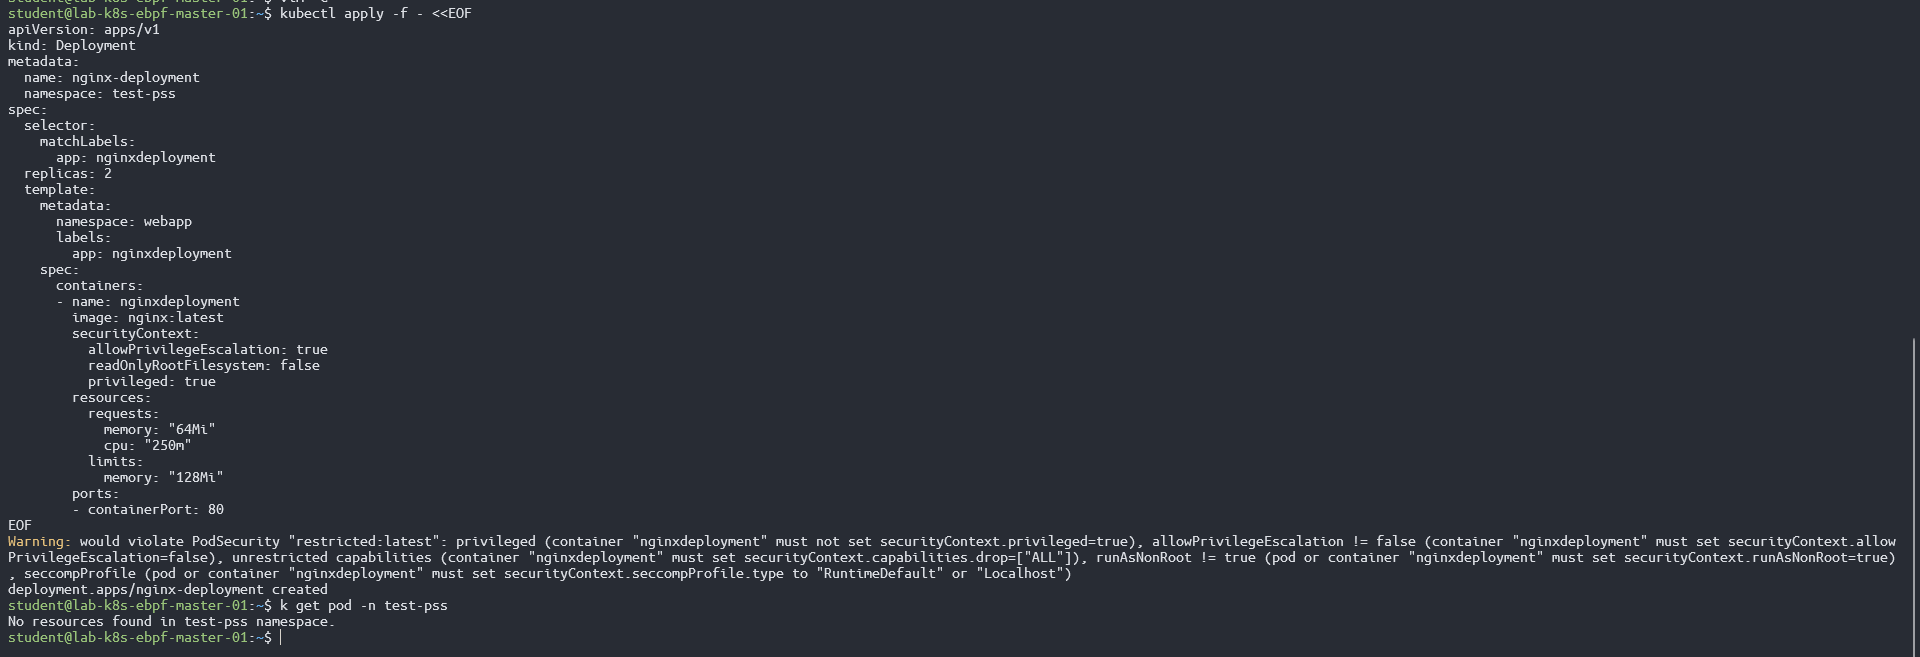 student@lab-k8s-ebpf-master-01:~$ kubectl apply -f - <<EOF
apiVersion: apps/v1
kind: Deployment
metadata:
  name: nginx-deployment
  namespace: test-pss
spec:
  selector:
    matchLabels:
      app: nginxdeployment
  replicas: 2
  template:
    metadata:
      namespace: webapp
      labels:
        app: nginxdeployment
    spec:
      containers:
      - name: nginxdeployment
        image: nginx:latest
        securityContext:
          allowPrivilegeEscalation: true
          readOnlyRootFilesystem: false
          privileged: true
        resources:
          requests:
            memory: "64Mi"
            cpu: "250m"
          limits:
            memory: "128Mi"
        ports:
        - containerPort: 80
EOF
Warning: would violate PodSecurity "restricted:latest": privileged (container "nginxdeployment" must not set securityContext.privileged=true), allowPrivilegeEscalation != false (container "nginxdeployment" must set securityContext.allow
PrivilegeEscalation=false), unrestricted capabilities (container "nginxdeployment" must set securityContext.capabilities.drop=["ALL"]), runAsNonRoot != true (pod or container "nginxdeployment" must set securityContext.runAsNonRoot=true)
, seccompProfile (pod or container "nginxdeployment" must set securityContext.seccompProfile.type to "RuntimeDefault" or "Localhost")
deployment.apps/nginx-deployment created
student@lab-k8s-ebpf-master-01:~$ k get pod -n test-pss
No resources found in test-pss namespace.
student@lab-k8s-ebpf-master-01:~$